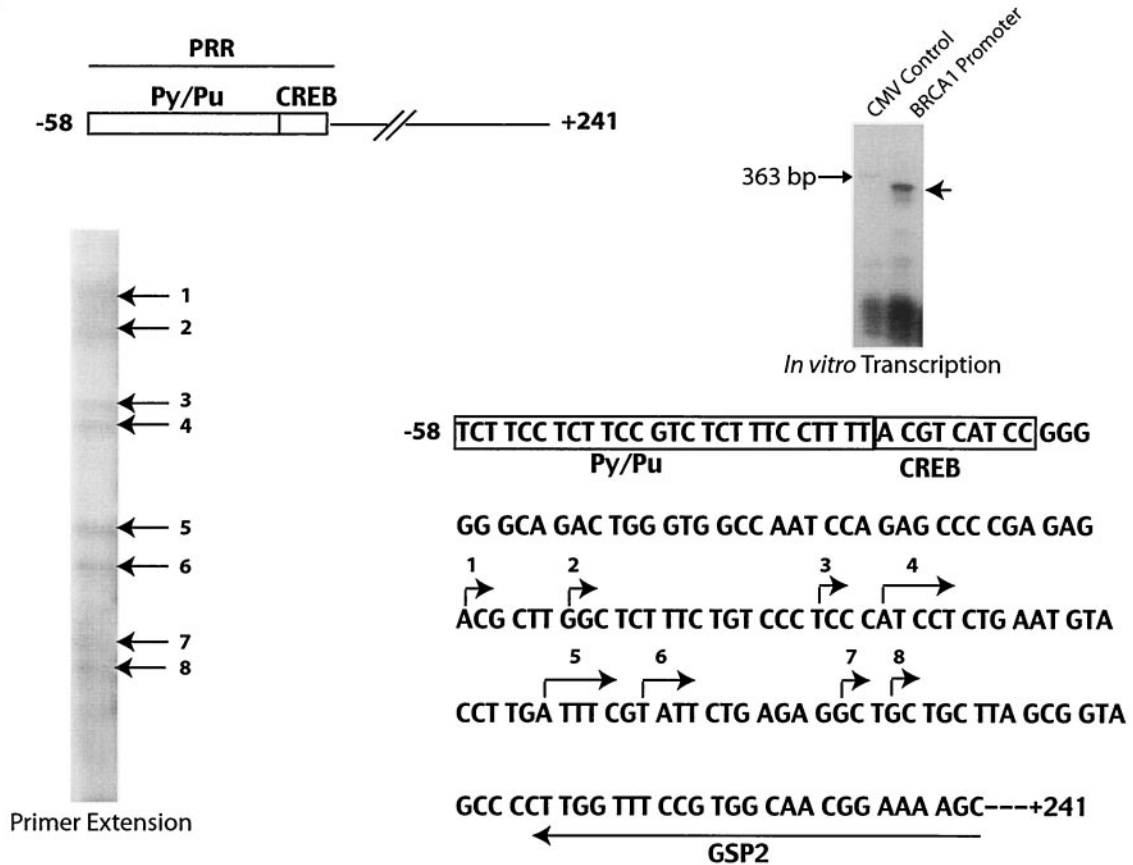 PRR
Py/Pu CREB
-58 +241
CMV Control
BRCA1 Promoter
363 bp
In vitro Transcription
1
2
3
4
5
6
7
8
Primer Extension
-58 TCT TCC TCT TCC GTC TCT TTC CTT TTA CGT CAT CC GGG
Py/Pu CREB
GG GCA GAC TGG GTG GCC AAT CCA GAG CCC CGA GAG
1 2 3 4
ACG CTT GGC TCT TTC TGT CCC TCC CAT CCT CTG AAT GTA
5 6 7 8
CCT TGA TTT CGT ATT CTG AGA GGC TGC TGC TTA GCG GTA
GCC CCT TGG TTT CCG TGG CAA CGG AAA AGC---+241
GSP2